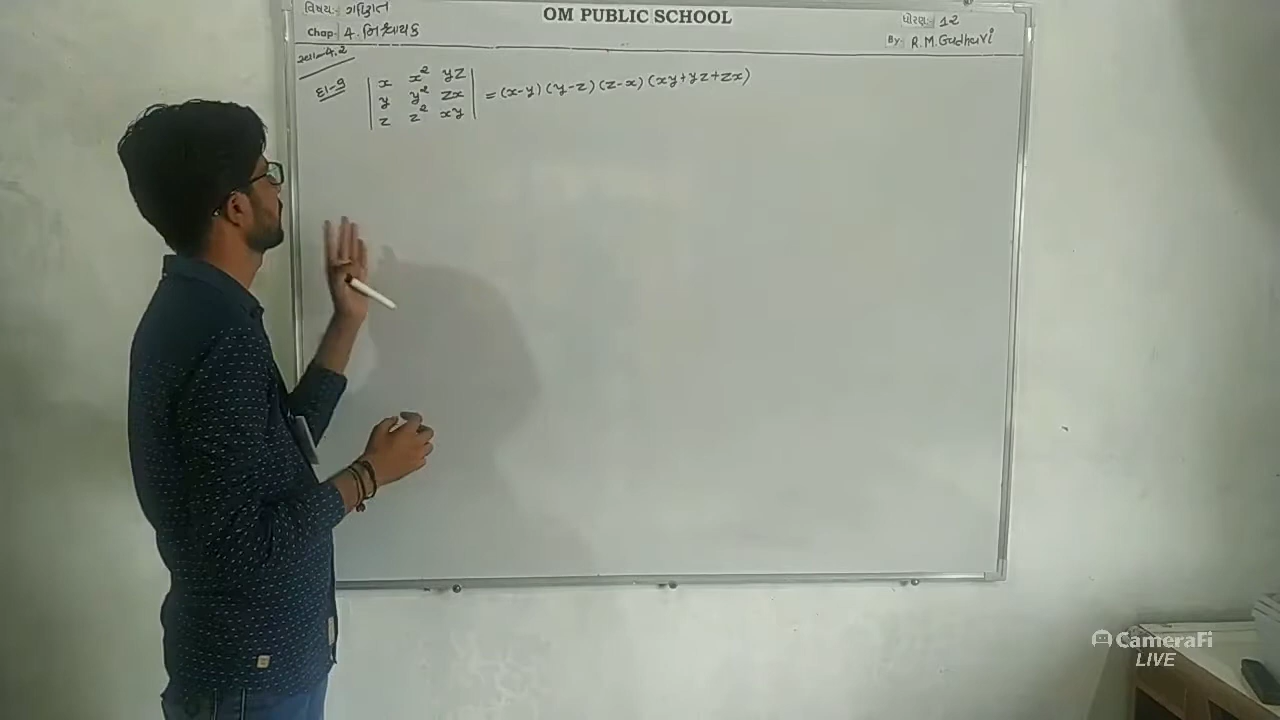 વિષય: ગણિત
OM PUBLIC SCHOOL
ધોરણ: 12
Chap: 4. નિશ્ચાયક
By: R.M. Gadhavi
સ્વા-4.2
દા-9
| x x² yz |
| y y² zx | = (x-y) (y-z) (z-x) (xy+yz+zx)
| z z² xy |
CameraFi
LIVE